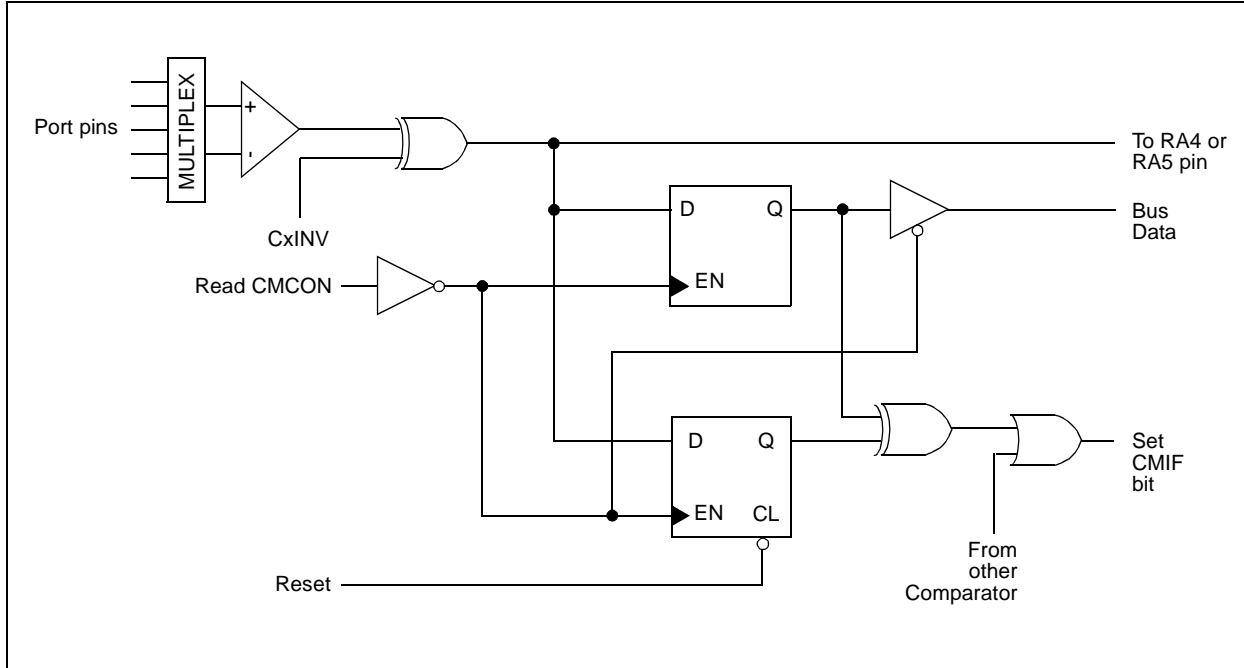 MULTIPLEX
Port pins
+
-
CxINV
To RA4 or
RA5 pin
D
Q
EN
Bus
Data
Read CMCON
D
Q
EN
CL
Set
CMIF
bit
From
other
Comparator
Reset